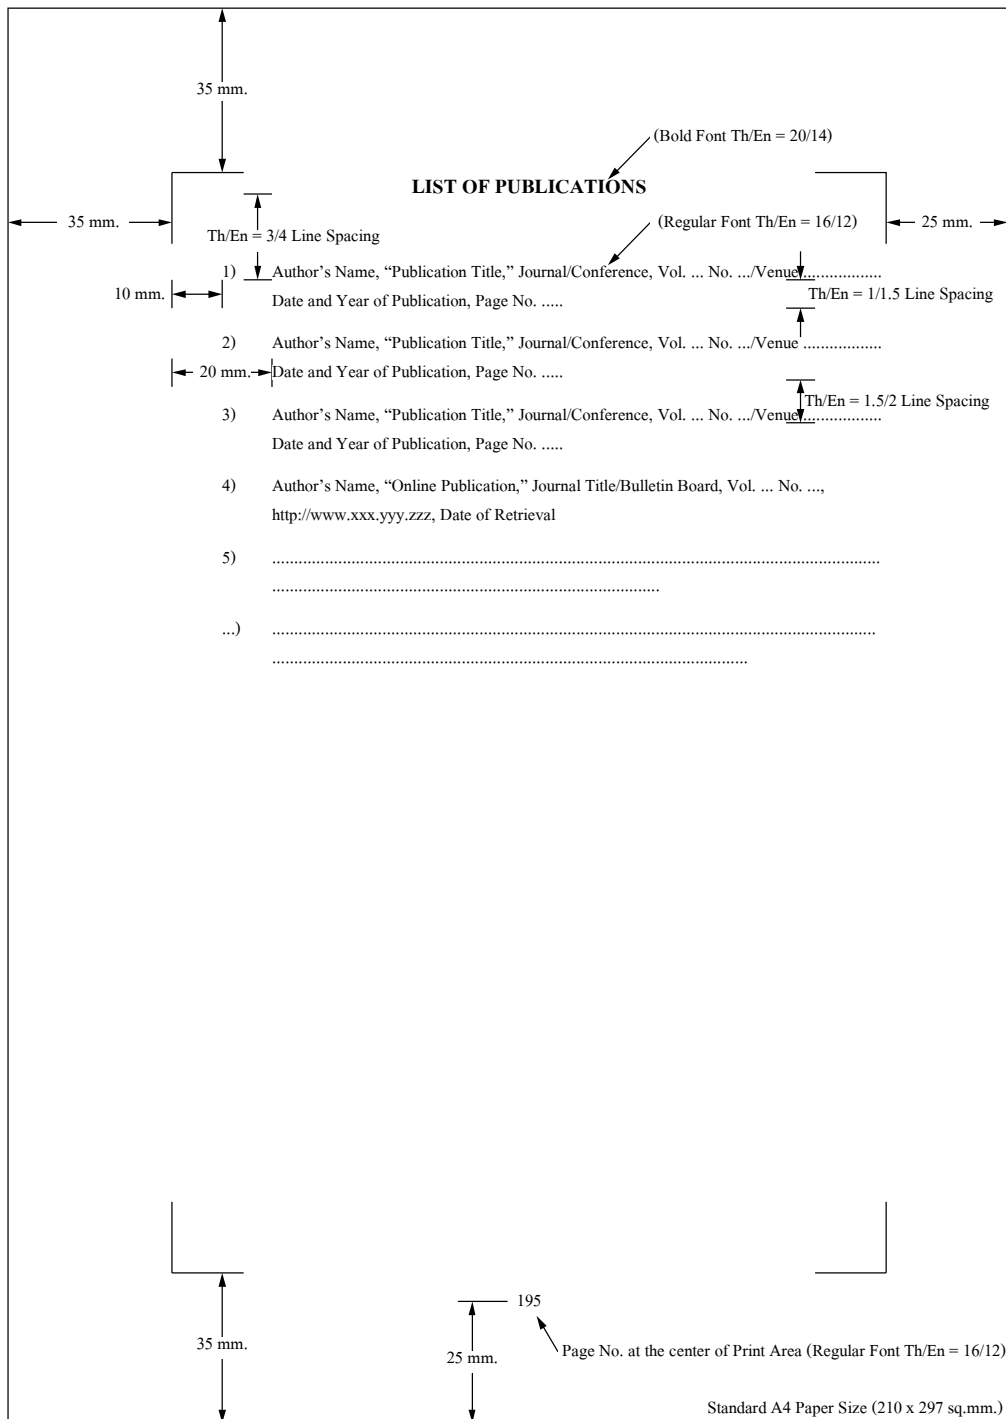 35 mm.
(Bold Font Th/En = 20/14)
LIST OF PUBLICATIONS
35 mm.
(Regular Font Th/En = 16/12)
25 mm.
Th/En = 3/4 Line Spacing
1) Author’s Name, “Publication Title,” Journal/Conference, Vol. ... No. .../Venue ..................
10 mm.
Th/En = 1/1.5 Line Spacing
Date and Year of Publication, Page No. .....
2) Author’s Name, “Publication Title,” Journal/Conference, Vol. ... No. .../Venue ..................
20 mm.
Date and Year of Publication, Page No. .....
Th/En = 1.5/2 Line Spacing
3) Author’s Name, “Publication Title,” Journal/Conference, Vol. ... No. .../Venue ..................
Date and Year of Publication, Page No. .....
4) Author’s Name, “Online Publication,” Journal Title/Bulletin Board, Vol. ... No. ...,
http://www.xxx.yyy.zzz, Date of Retrieval
5) ..........................................................................................................................................
........................................................................................
...) .........................................................................................................................................
............................................................................................................
195
35 mm.
25 mm.
Page No. at the center of Print Area (Regular Font Th/En = 16/12)
Standard A4 Paper Size (210 x 297 sq.mm.)